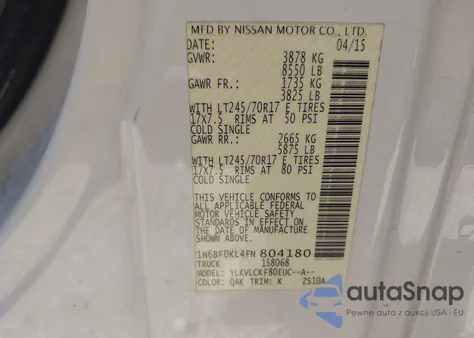 MFD BY NISSAN MOTOR CO., LTD.
DATE: 04/15
GVWR: 3878 KG
8550 LB
GAWR FR.: 1735 KG
3825 LB
WITH LT245/70R17 E TIRES
17X7.5 RIMS AT 50 PSI
COLD SINGLE
GAWR RR.: 2665 KG
5875 LB
WITH LT245/70R17 E TIRES
17X7.5 RIMS AT 80 PSI
COLD SINGLE
THIS VEHICLE CONFORMS TO
ALL APPLICABLE FEDERAL
MOTOR VEHICLE SAFETY
STANDARDS IN EFFECT ON
THE DATE OF MANUFACTURE
SHOWN ABOVE.
1N6BF0KL4FN 804180
TRUCK 158068
MODEL: YLKVLCKF80EUC--A--
COLOR: QAK TRIM: K ZS10A
autoSnap
Pewne auta z aukcji USA i EU